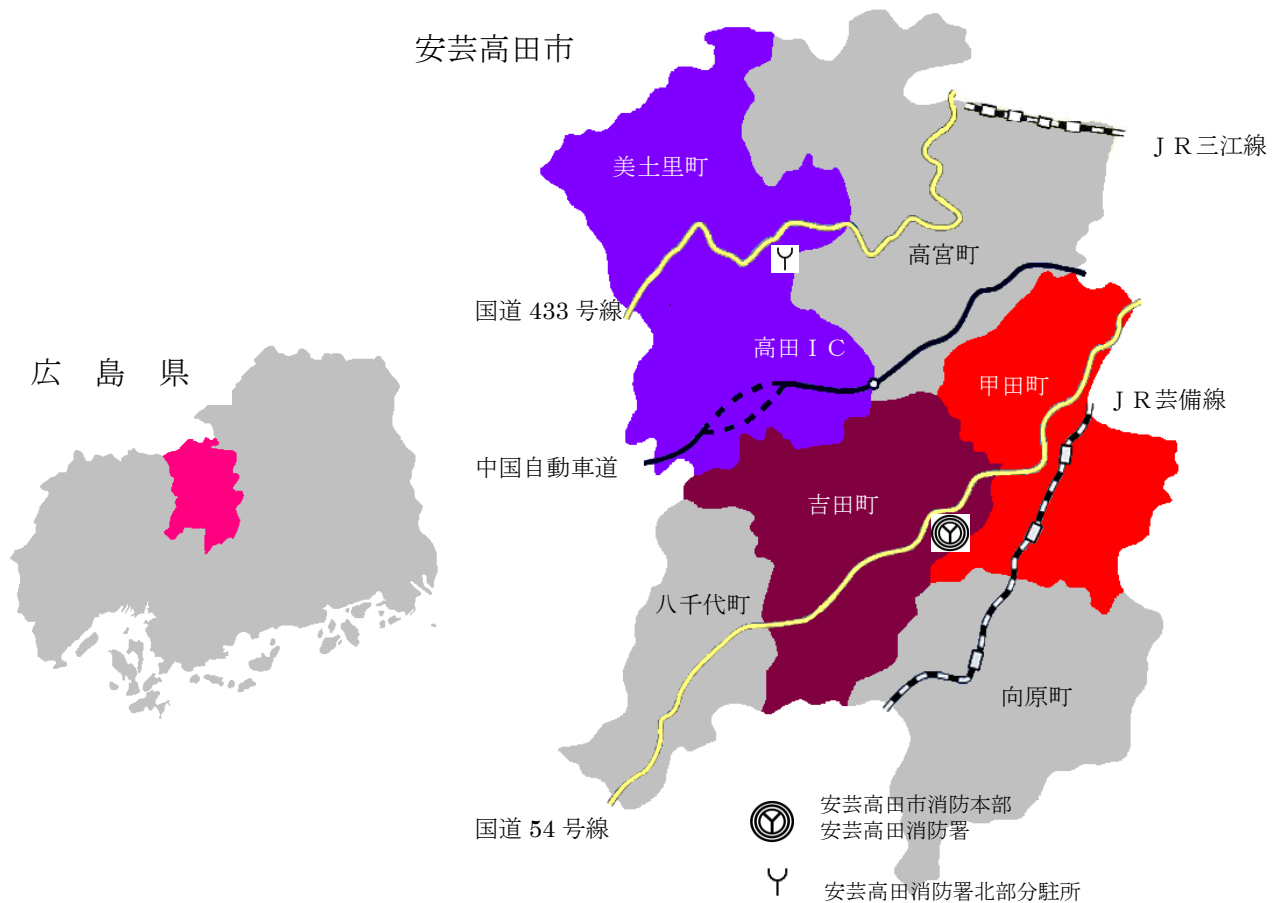 安芸高田市
ＪＲ三江線
美土里町
高宮町
国道 433 号線
高田ＩＣ
広 島 県
甲田町
ＪＲ芸備線
中国自動車道
吉田町
八千代町
向原町
国道 54 号線
安芸高田市消防本部
安芸高田消防署
安芸高田消防署北部分駐所